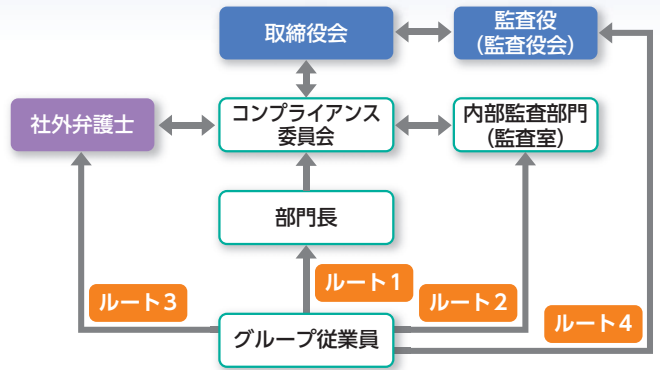 取締役会
監査役
(監査役会)
社外弁護士
コンプライアンス
委員会
内部監査部門
(監査室)
部門長
ルート1
ルート3
ルート2
ルート4
グループ従業員